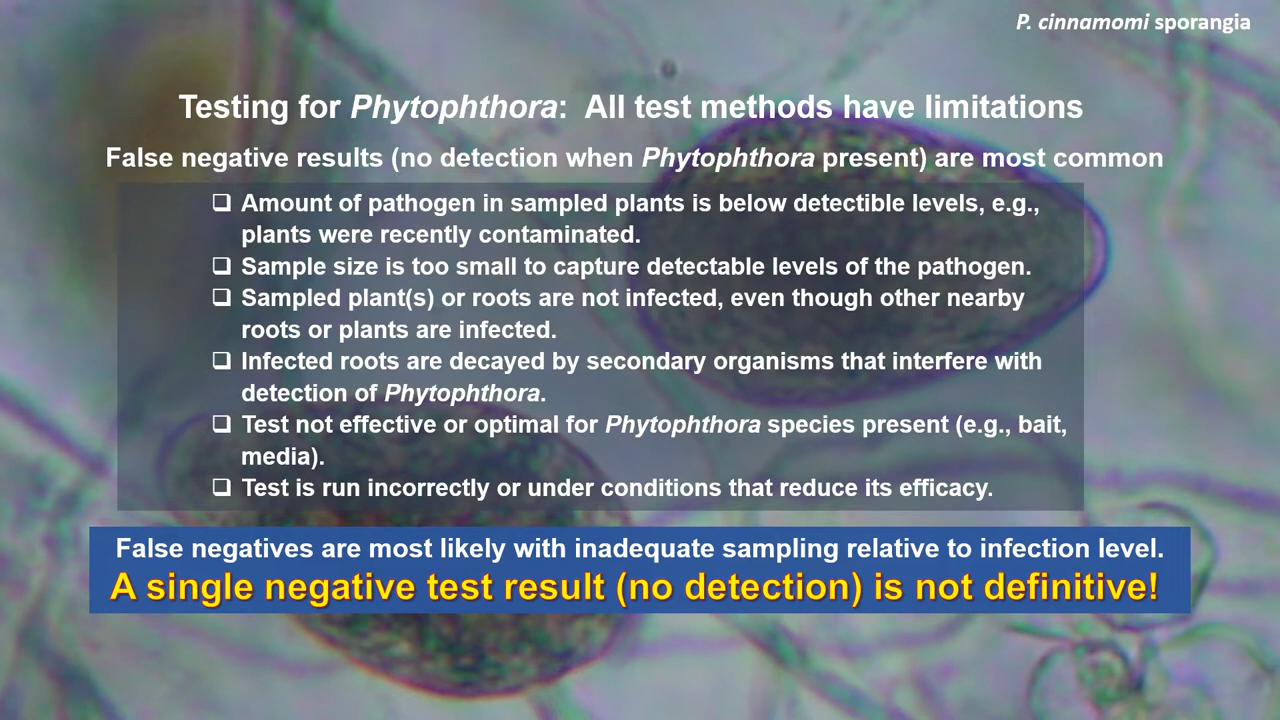 P. cinnamomi sporangia
Testing for Phytophthora:  All test methods have limitations
False negative results (no detection when Phytophthora present) are most common
❑ Amount of pathogen in sampled plants is below detectible levels, e.g.,
plants were recently contaminated.
❑ Sample size is too small to capture detectable levels of the pathogen.
❑ Sampled plant(s) or roots are not infected, even though other nearby
roots or plants are infected.
❑ Infected roots are decayed by secondary organisms that interfere with
detection of Phytophthora.
❑ Test not effective or optimal for Phytophthora species present (e.g., bait,
media).
❑ Test is run incorrectly or under conditions that reduce its efficacy.
False negatives are most likely with inadequate sampling relative to infection level.
A single negative test result (no detection) is not definitive!